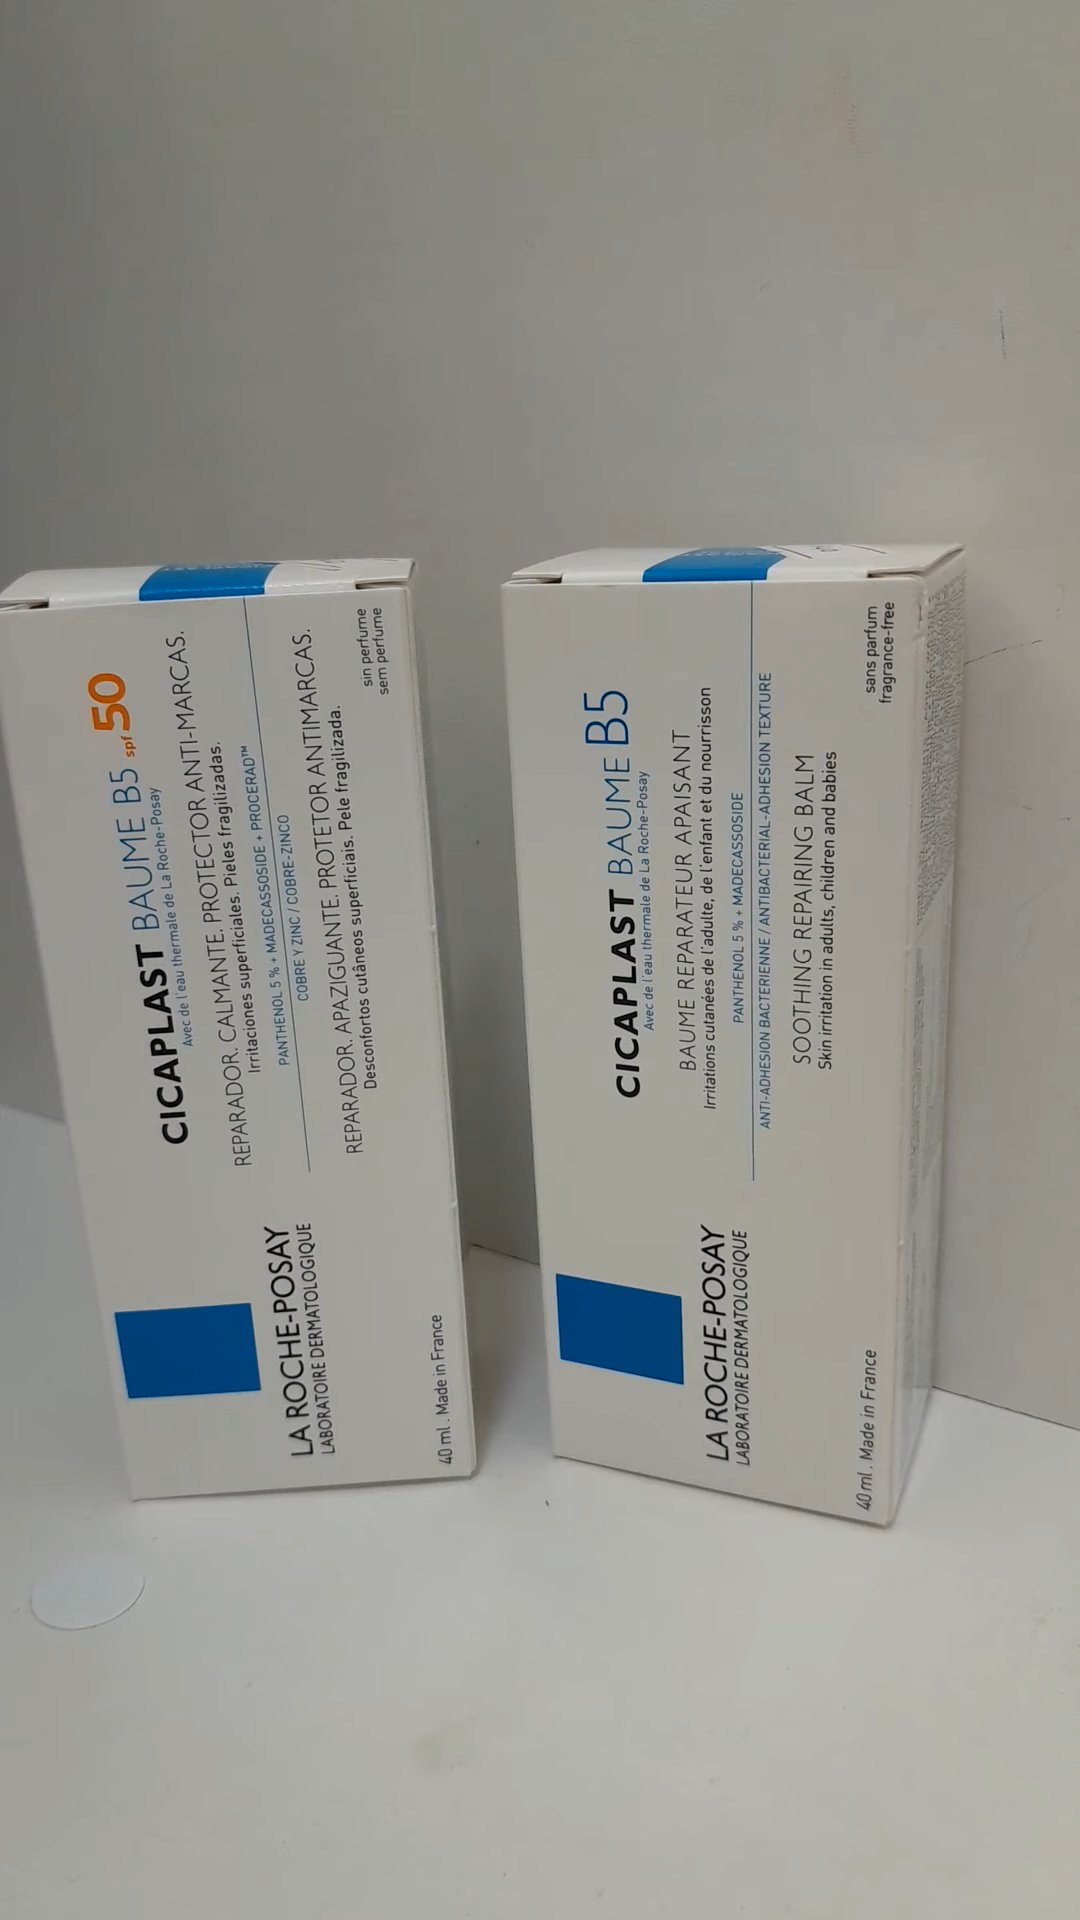 CICAPLAST BAUME B5 spf 50
Avec de l'eau thermale de La Roche-Posay
REPARADOR. CALMANTE. PROTECTOR ANTI-MARCAS.
Irritaciones superficiales. Pieles fragilizadas.
PANTHENOL 5 % + MADECASSOSIDE + PROCERAD™
COBRE Y ZINC / COBRE-ZINCO
REPARADOR. APAZIGUANTE. PROTETOR ANTIMARCAS.
Desconfortos cutâneos superficiais. Pele fragilizada.
sin perfume
sem perfume
LA ROCHE-POSAY
LABORATOIRE DERMATOLOGIQUE
40 ml . Made in France
CICAPLAST BAUME B5
Avec de l'eau thermale de La Roche-Posay
BAUME REPARATEUR APAISANT
Irritations cutanées de l'adulte, de l'enfant et du nourrisson
PANTHENOL 5 % + MADECASSOSIDE
ANTI-ADHESION BACTERIENNE / ANTIBACTERIAL-ADHESION TEXTURE
SOOTHING REPAIRING BALM
Skin irritation in adults, children and babies
sans parfum
fragrance-free
LA ROCHE-POSAY
LABORATOIRE DERMATOLOGIQUE
40 ml . Made in France